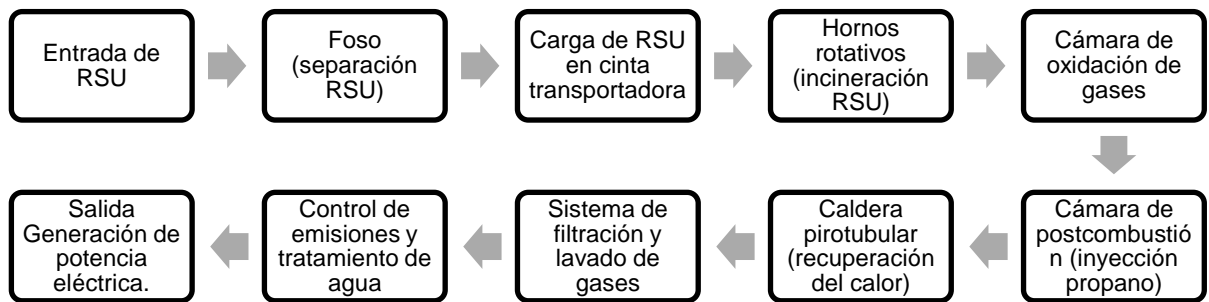 Entrada de
RSU
Foso
(separación
RSU)
Carga de RSU
en cinta
transportadora
Hornos
rotativos
(incineración
RSU)
Cámara de
oxidación de
gases
Cámara de
postcombustió
n (inyección
propano)
Caldera
pirotubular
(recuperación
del calor)
Sistema de
filtración y
lavado de
gases
Control de
emisiones y
tratamiento de
agua
Salida
Generación de
potencia
eléctrica.